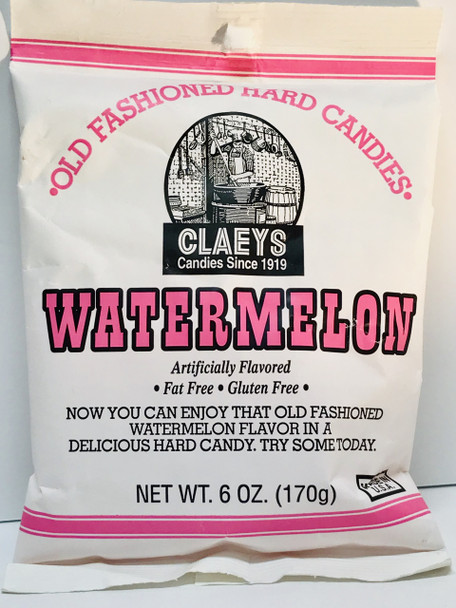 •OLD FASHIONED HARD CANDIES•
CLAEYS
Candies Since 1919
WATERMELON
Artificially Flavored
• Fat Free • Gluten Free •
NOW YOU CAN ENJOY THAT OLD FASHIONED
WATERMELON FLAVOR IN A
DELICIOUS HARD CANDY. TRY SOME TODAY.
NET WT. 6 OZ. (170g)
U.S.A.